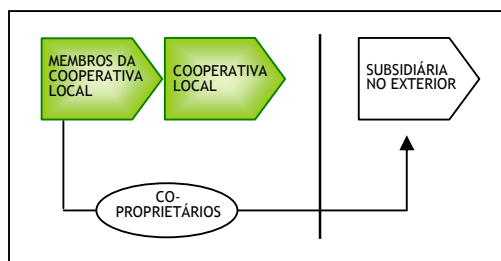 MEMBROS DA
COOPERATIVA
LOCAL
COOPERATIVA
LOCAL
SUBSIDIÁRIA
NO EXTERIOR
CO-
PROPRIETÁRIOS